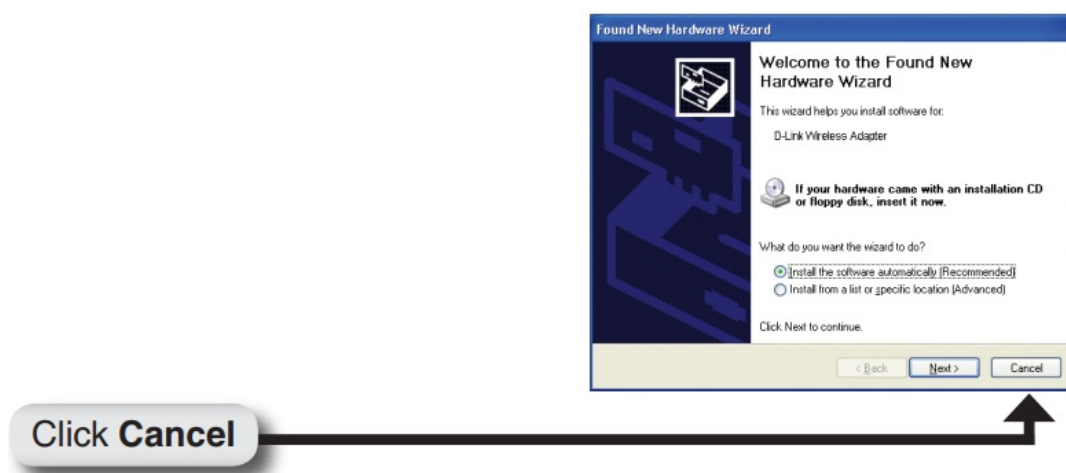 Found New Hardware Wizard
Welcome to the Found New
Hardware Wizard
This wizard helps you install software for:
D-Link Wireless Adapter
If your hardware came with an installation CD
or floppy disk, insert it now.
What do you want the wizard to do?
Install the software automatically (Recommended)
Install from a list or specific location (Advanced)
Click Next to continue.
< Back Next > Cancel
Click Cancel